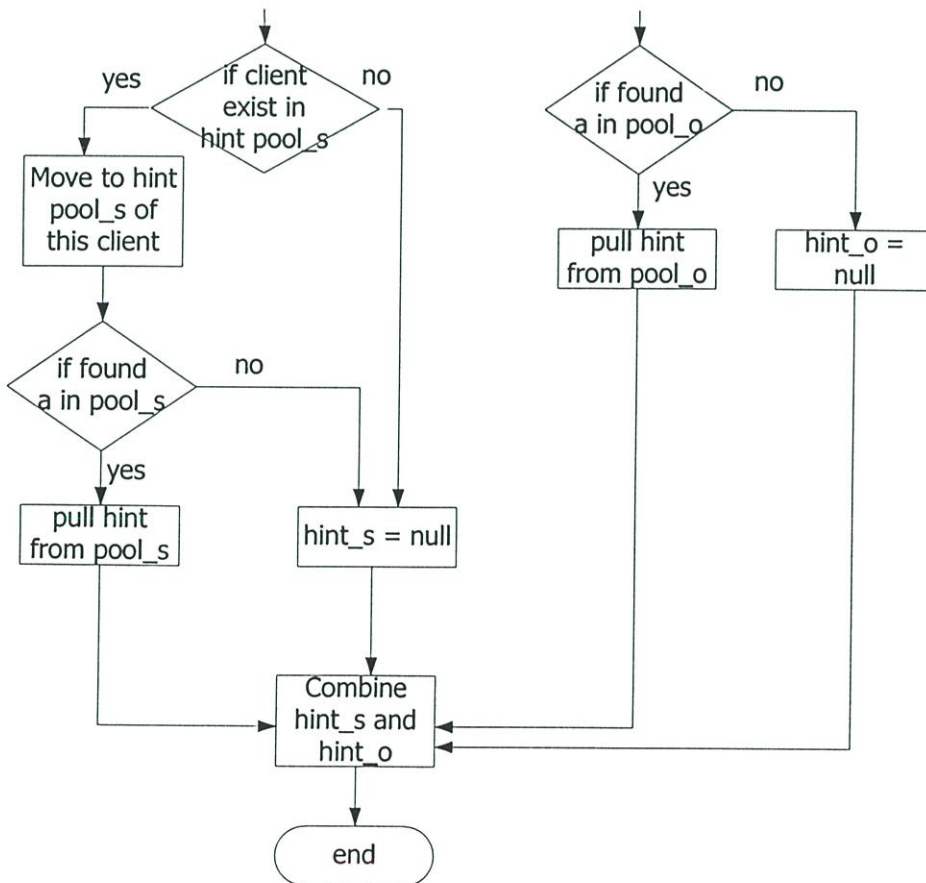 yes
if client
exist in
hint pool_s
no
Move to hint
pool_s of
this client
if found
a in pool_s
no
yes
pull hint
from pool_s
hint_s = null
if found
a in pool_o
no
yes
pull hint
from pool_o
hint_o =
null
Combine
hint_s and
hint_o
end